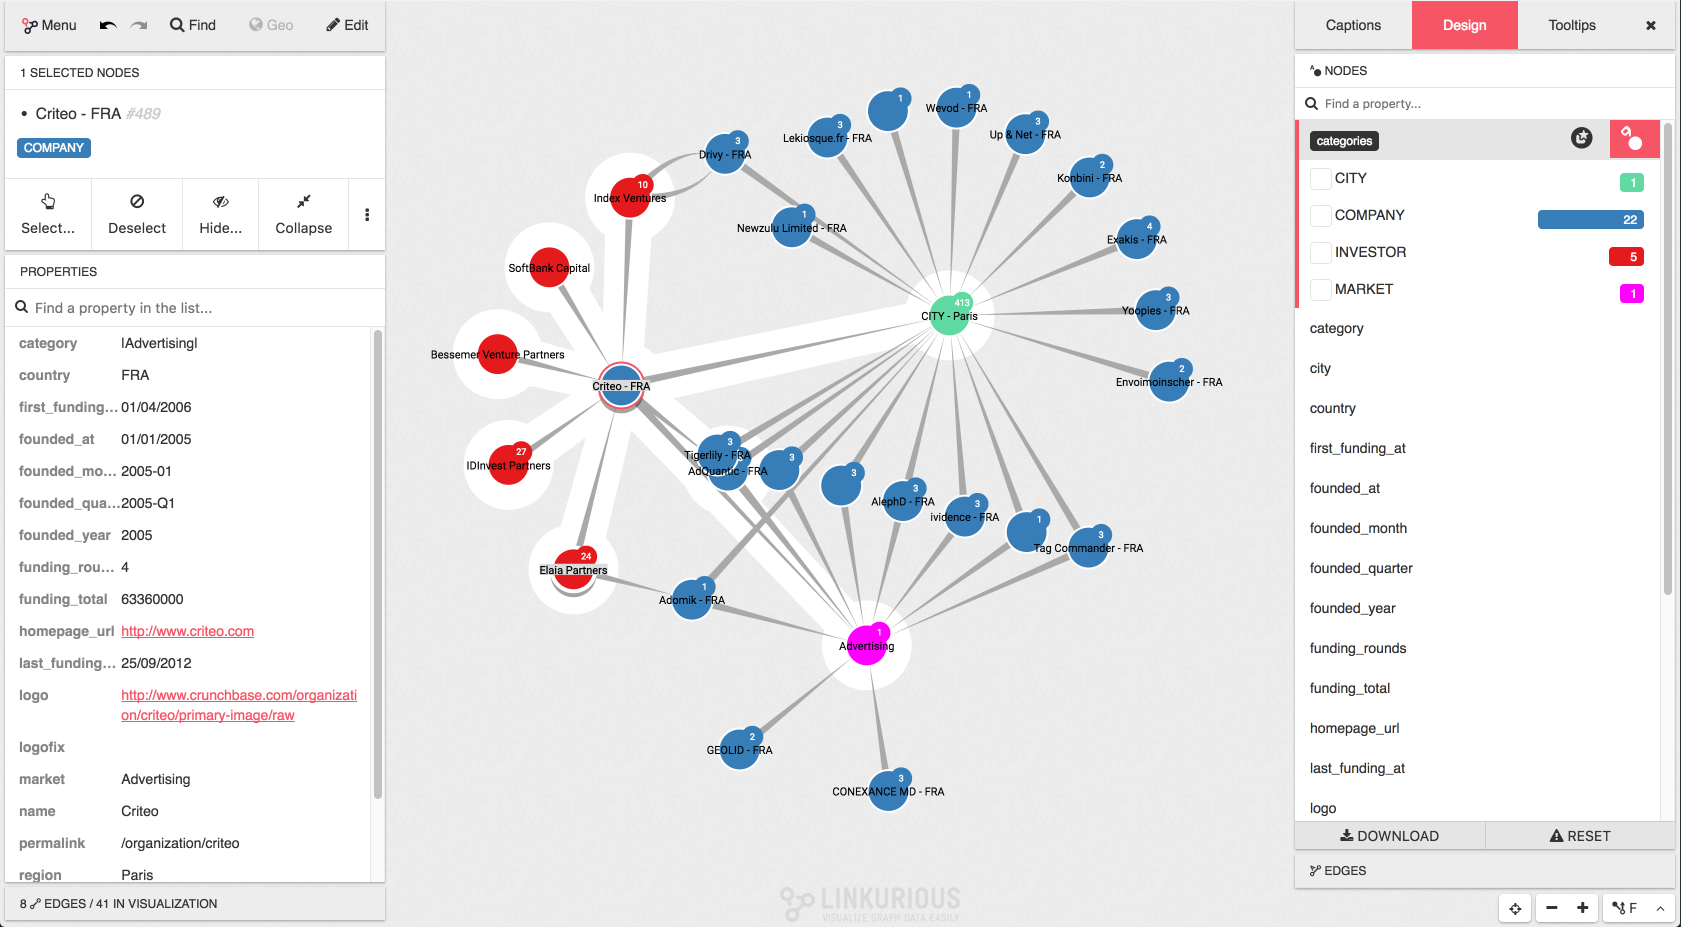 Menu Find Geo Edit
1 SELECTED NODES
Criteo - FRA #489
COMPANY
Select... Deselect Hide... Collapse
PROPERTIES
Find a property in the list...
category |Advertising|
country FRA
first_funding... 01/04/2006
founded_at 01/01/2005
founded_mo... 2005-01
founded_qua... 2005-Q1
founded_year 2005
funding_rou... 4
funding_total 63360000
homepage_url http://www.criteo.com
last_funding... 25/09/2012
logo http://www.crunchbase.com/organizati
on/criteo/primary-image/raw
logofix
market Advertising
name Criteo
permalink /organization/criteo
region Paris
8 EDGES / 41 IN VISUALIZATION
1
1
Wevod - FRA
3
Lekiosque.fr - FRA
3
Up & Net - FRA
3
Drivy - FRA
2
Konbini - FRA
10
Index Ventures
1
Newzulu Limited - FRA
4
Exakis - FRA
SoftBank Capital
413
CITY - Paris
3
Yoopies - FRA
Bessemer Venture Partners
Criteo - FRA
2
Envoimoinscher - FRA
27
IDInvest Partners
3
Tigerlily - FRA
AdQuantic - FRA
3
3
3
AlephD - FRA
3
ividence - FRA
1
3
Tag Commander - FRA
24
Elaia Partners
1
Adomik - FRA
1
Advertising
2
GEOLID - FRA
3
CONEXANCE MD - FRA
LINKURIOUS
VISUALIZE GRAPH DATA EASILY
Captions Design Tooltips
NODES
Find a property...
categories
CITY 1
COMPANY 22
INVESTOR 5
MARKET 1
category
city
country
first_funding_at
founded_at
founded_month
founded_quarter
founded_year
funding_rounds
funding_total
homepage_url
last_funding_at
logo
DOWNLOAD RESET
EDGES
F